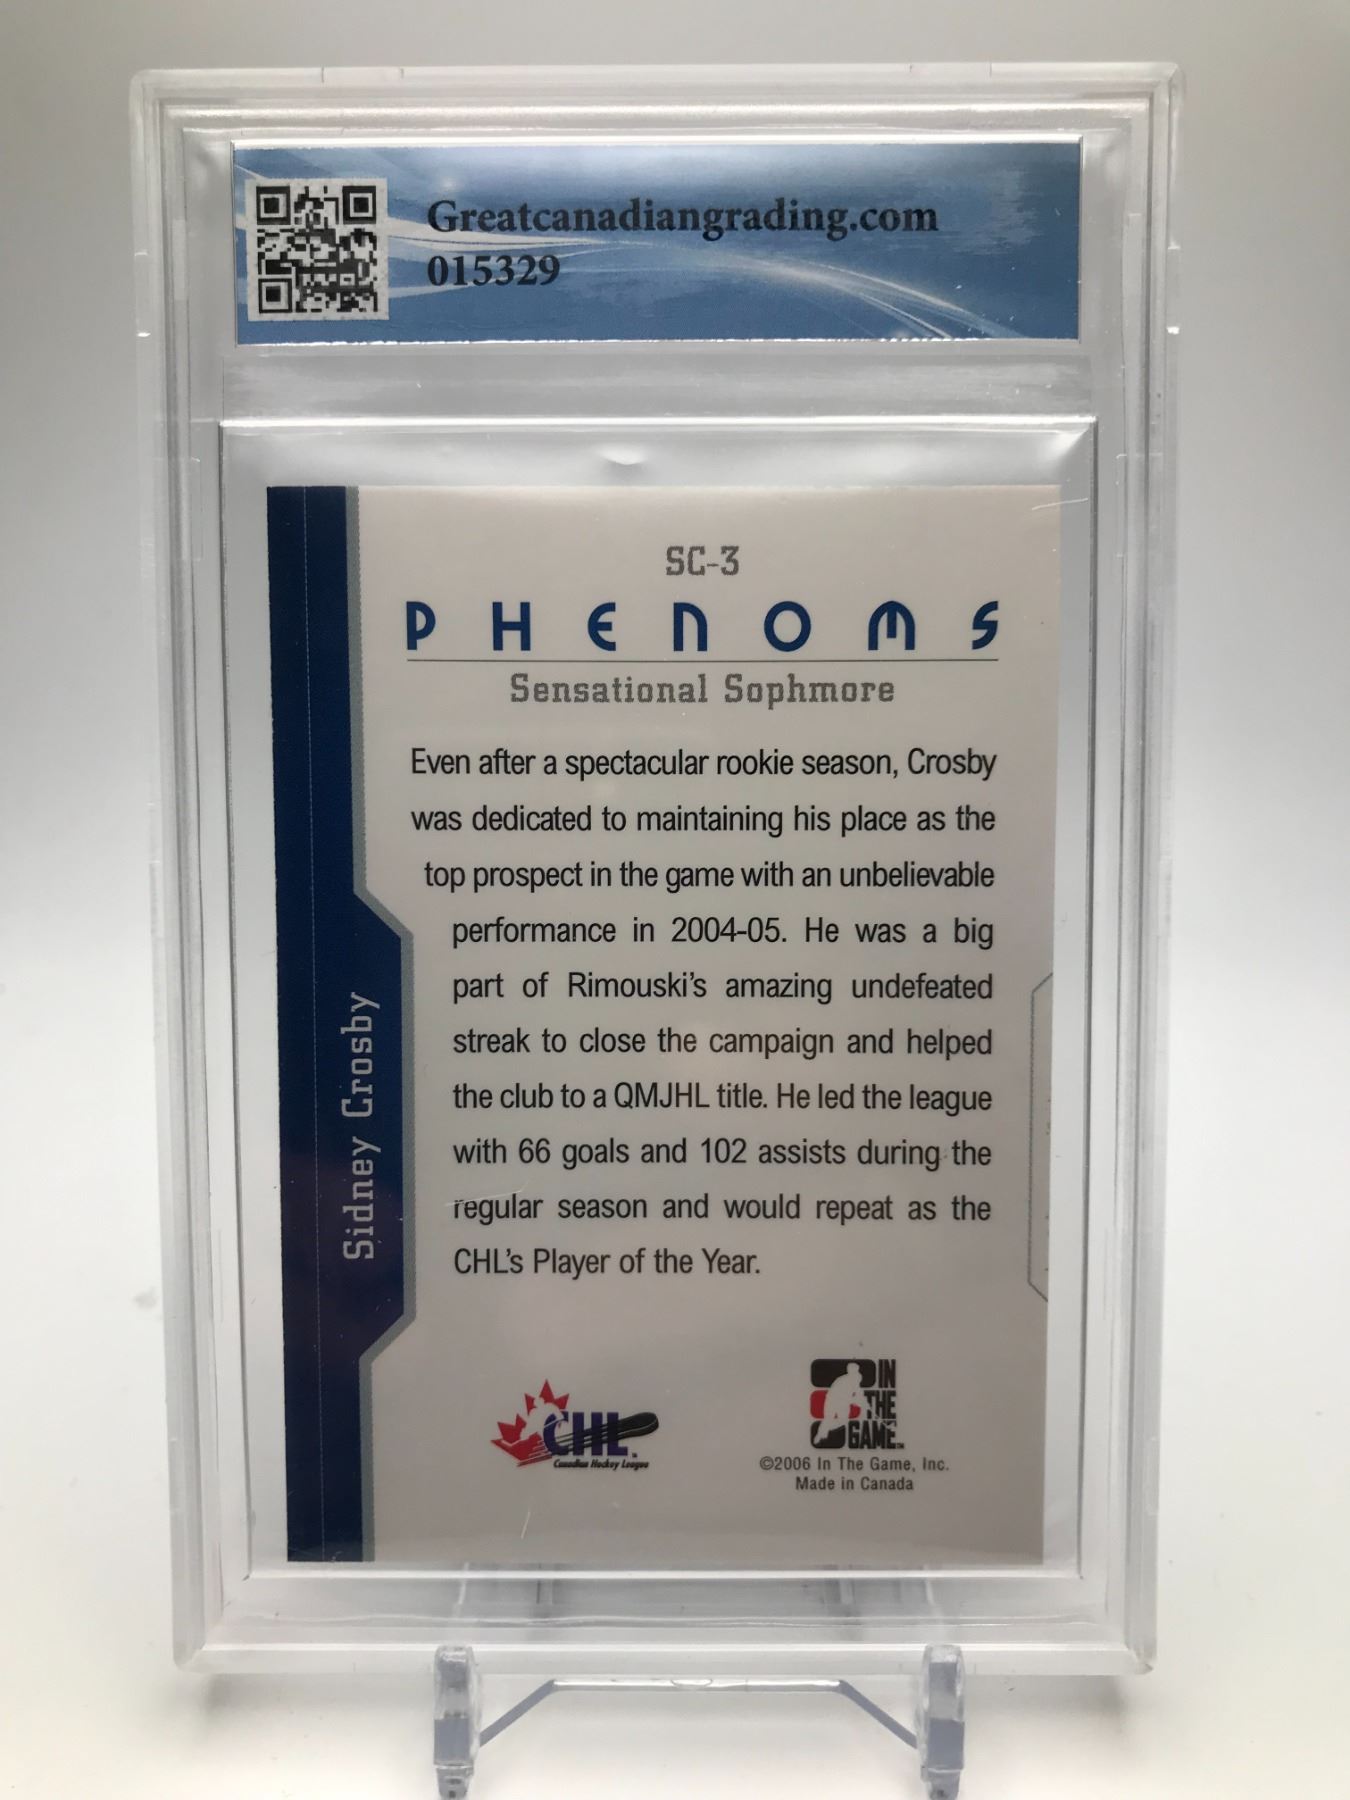 Greatcanadiangrading.com
015329
SC-3
PHENOMS
Sensational Sophmore
Even after a spectacular rookie season, Crosby
was dedicated to maintaining his place as the
top prospect in the game with an unbelievable
performance in 2004-05. He was a big
part of Rimouski's amazing undefeated
streak to close the campaign and helped
the club to a QMJHL title. He led the league
with 66 goals and 102 assists during the
regular season and would repeat as the
CHL's Player of the Year.
Sidney Crosby
CHL
Canadian Hockey League
IN
THE
GAME
©2006 In The Game, Inc.
Made in Canada